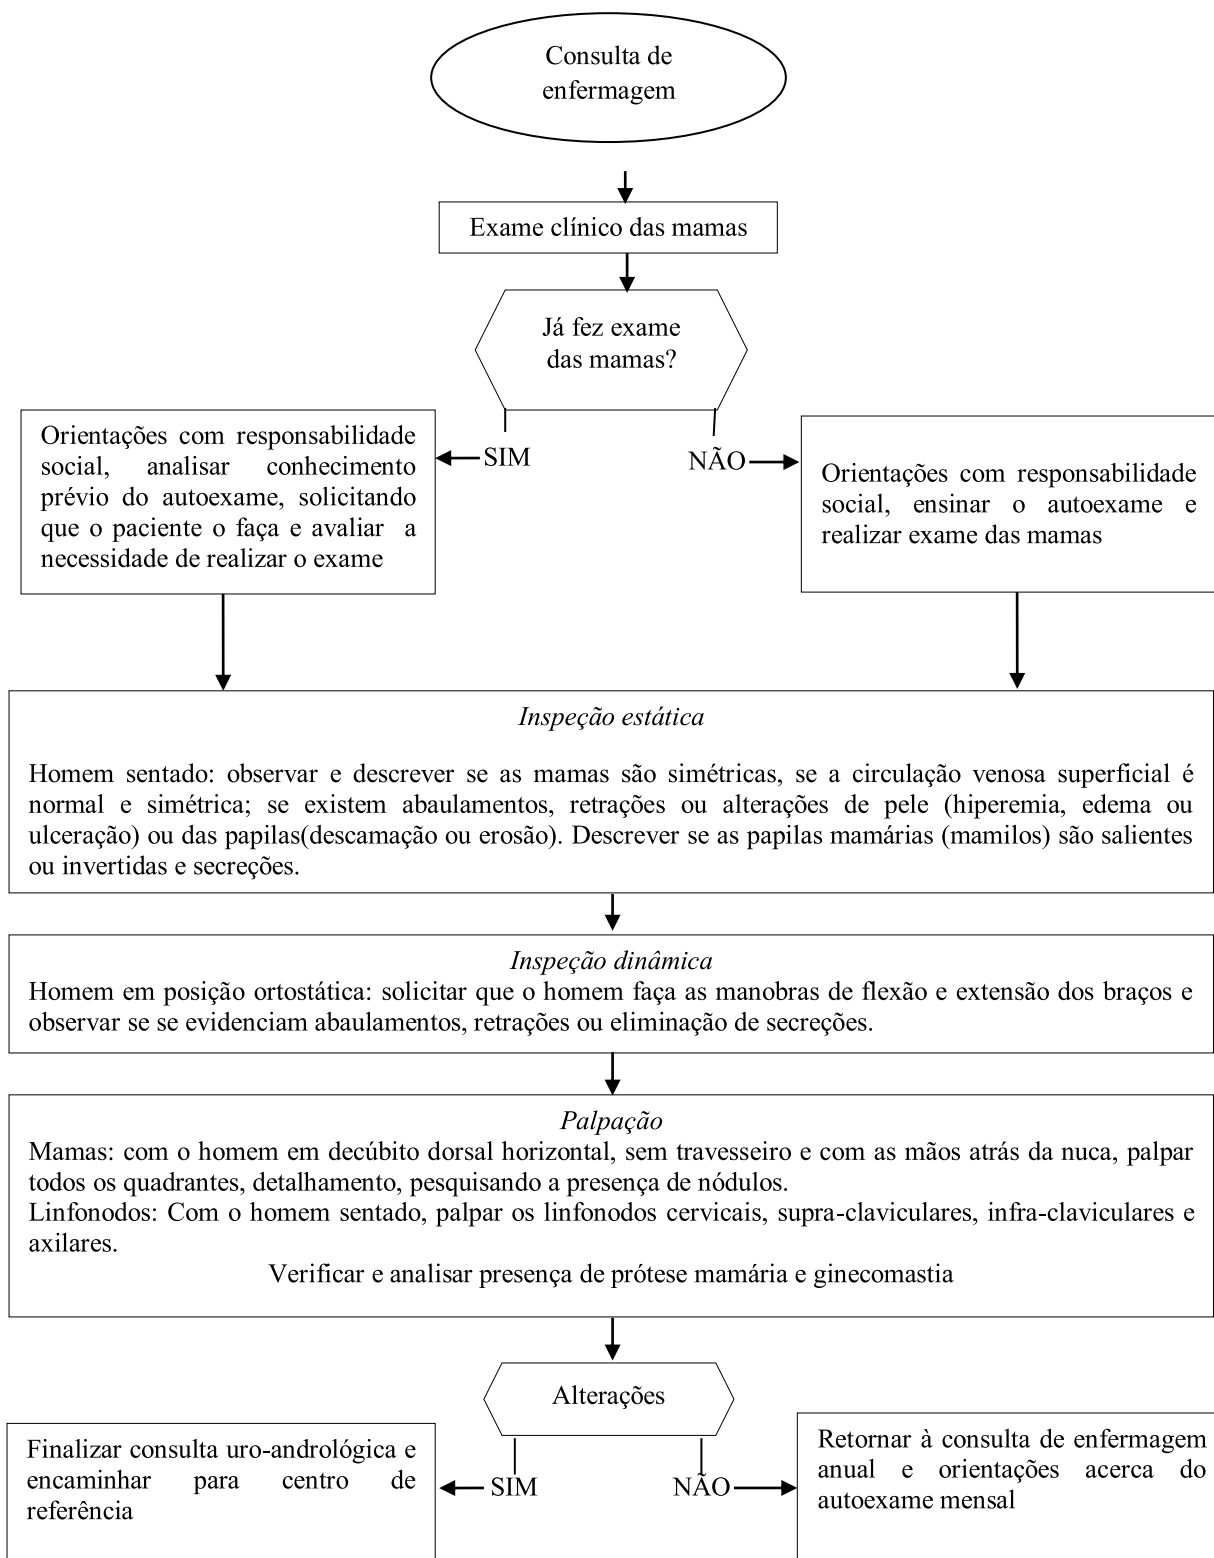 Consulta de
enfermagem
Exame clínico das mamas
Já fez exame
das mamas?
SIM
NÃO
Orientações com responsabilidade
social, analisar conhecimento
prévio do autoexame, solicitando
que o paciente o faça e avaliar a
necessidade de realizar o exame
Orientações com responsabilidade
social, ensinar o autoexame e
realizar exame das mamas
Inspeção estática
Homem sentado: observar e descrever se as mamas são simétricas, se a circulação venosa superficial é
normal e simétrica; se existem abaulamentos, retrações ou alterações de pele (hiperemia, edema ou
ulceração) ou das papilas(descamação ou erosão). Descrever se as papilas mamárias (mamilos) são salientes
ou invertidas e secreções.
Inspeção dinâmica
Homem em posição ortostática: solicitar que o homem faça as manobras de flexão e extensão dos braços e
observar se se evidenciam abaulamentos, retrações ou eliminação de secreções.
Palpação
Mamas: com o homem em decúbito dorsal horizontal, sem travesseiro e com as mãos atrás da nuca, palpar
todos os quadrantes, detalhamento, pesquisando a presença de nódulos.
Linfonodos: Com o homem sentado, palpar os linfonodos cervicais, supra-claviculares, infra-claviculares e
axilares.
Verificar e analisar presença de prótese mamária e ginecomastia
Alterações
SIM
NÃO
Finalizar consulta uro-andrológica e
encaminhar para centro de
referência
Retornar à consulta de enfermagem
anual e orientações acerca do
autoexame mensal